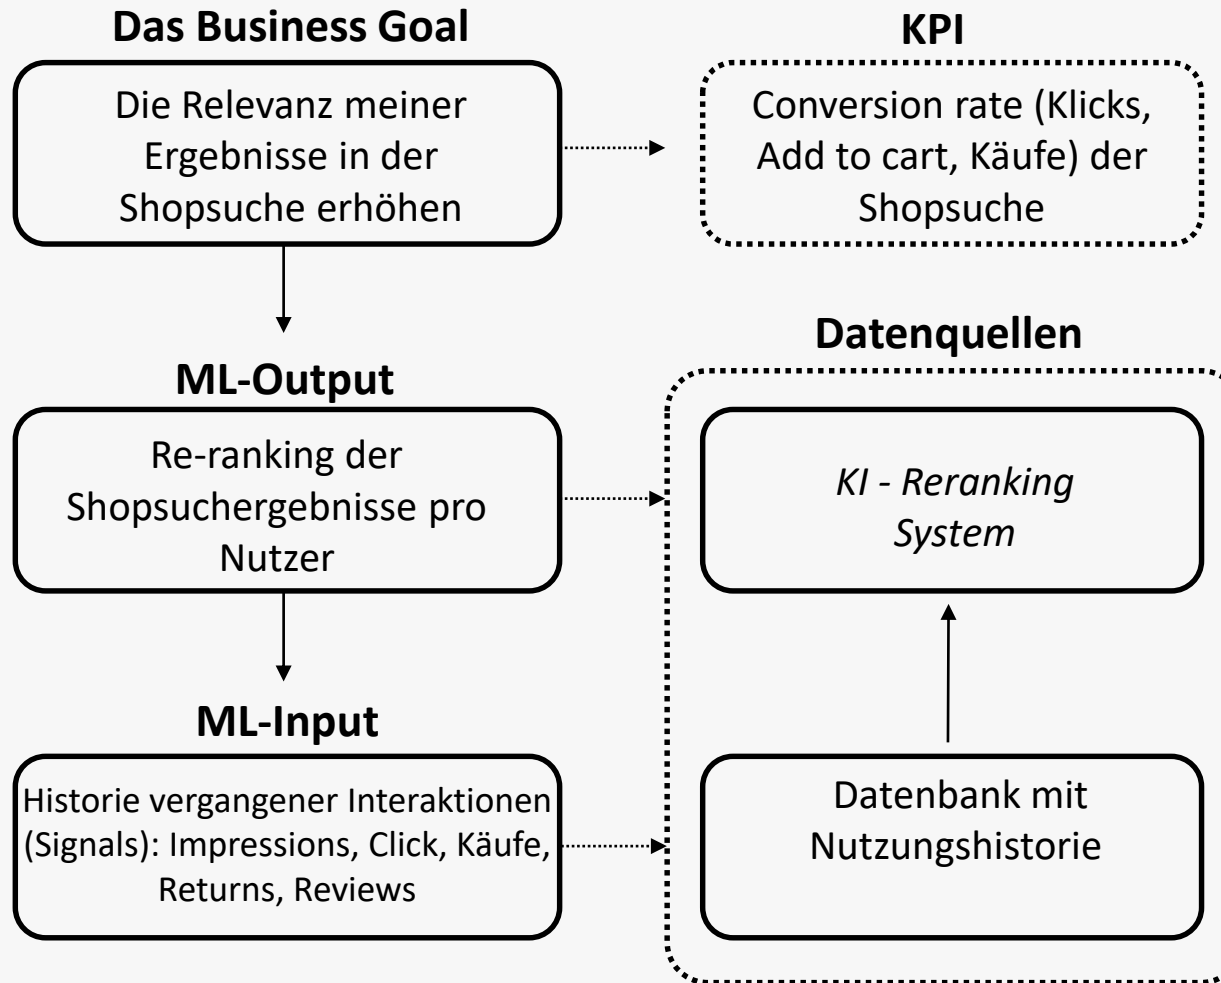 Das Business Goal
Die Relevanz meiner
Ergebnisse in der
Shopsuche erhöhen
KPI
Conversion rate (Klicks,
Add to cart, Käufe) der
Shopsuche
ML-Output
Re-ranking der
Shopsuchergebnisse pro
Nutzer
Datenquellen
KI - Reranking
System
ML-Input
Historie vergangener Interaktionen
(Signals): Impressions, Click, Käufe,
Returns, Reviews
Datenbank mit
Nutzungshistorie